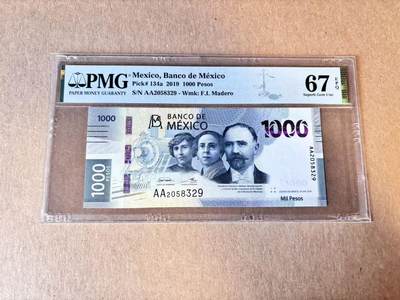 PMG
PAPER MONEY GUARANTY
Mexico, Banco de México
Pick# 134a 2019 1000 Pesos
S/N AA2058329 - Wmk: F.I. Madero
67 EPQ
Superb Gem Unc
1000
BANCO DE
MÉXICO
1000
1000
PESOS
AA2058329
AA2058329
Mil Pesos